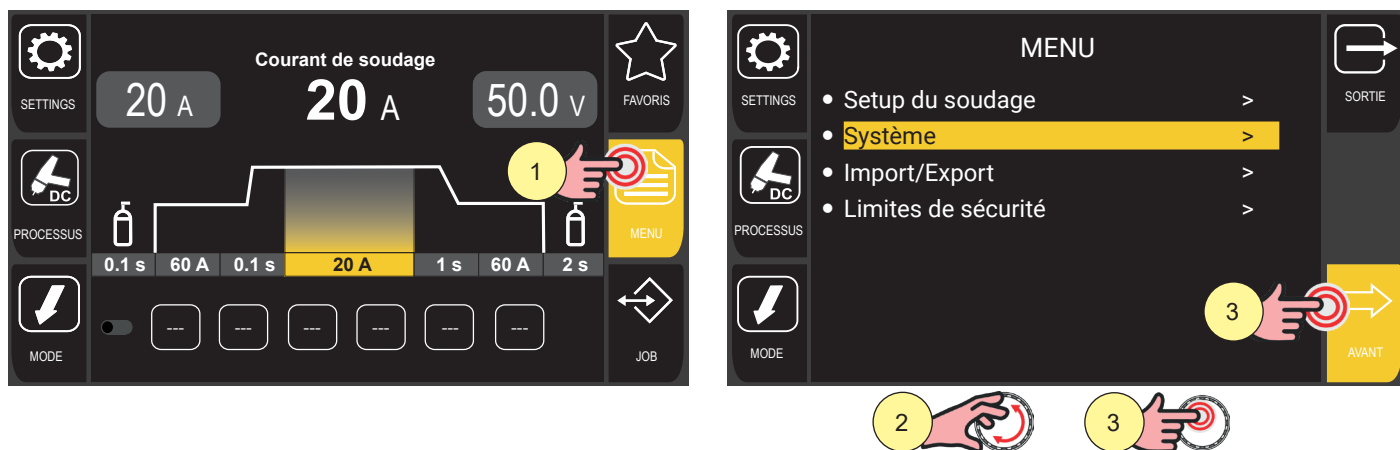 SETTINGS
Courant de soudage
20 A
20 A
50.0 V
FAVORIS
1
DC
PROCESSUS
MENU
0.1 s 60 A 0.1 s 20 A 1 s 60 A 2 s
--- --- --- --- --- ---
MODE
JOB
MENU
SETTINGS
SORTIE
• Setup du soudage >
• Système >
• Import/Export >
• Limites de sécurité >
DC
PROCESSUS
3
MODE
AVANT
2
3